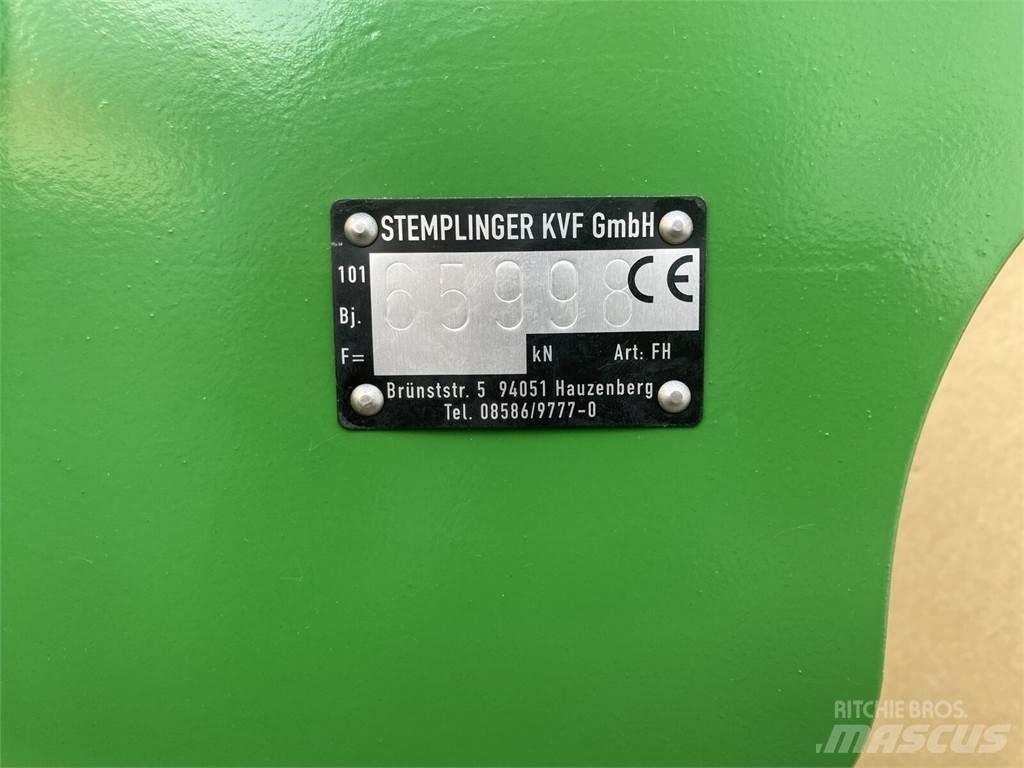 STEMPLINGER KVF GmbH
101 65998 CE
Bj.
F= kN Art: FH
Brünststr. 5 94051 Hauzenberg
Tel. 08586/9777-0
RITCHIE BROS.
MASCUS